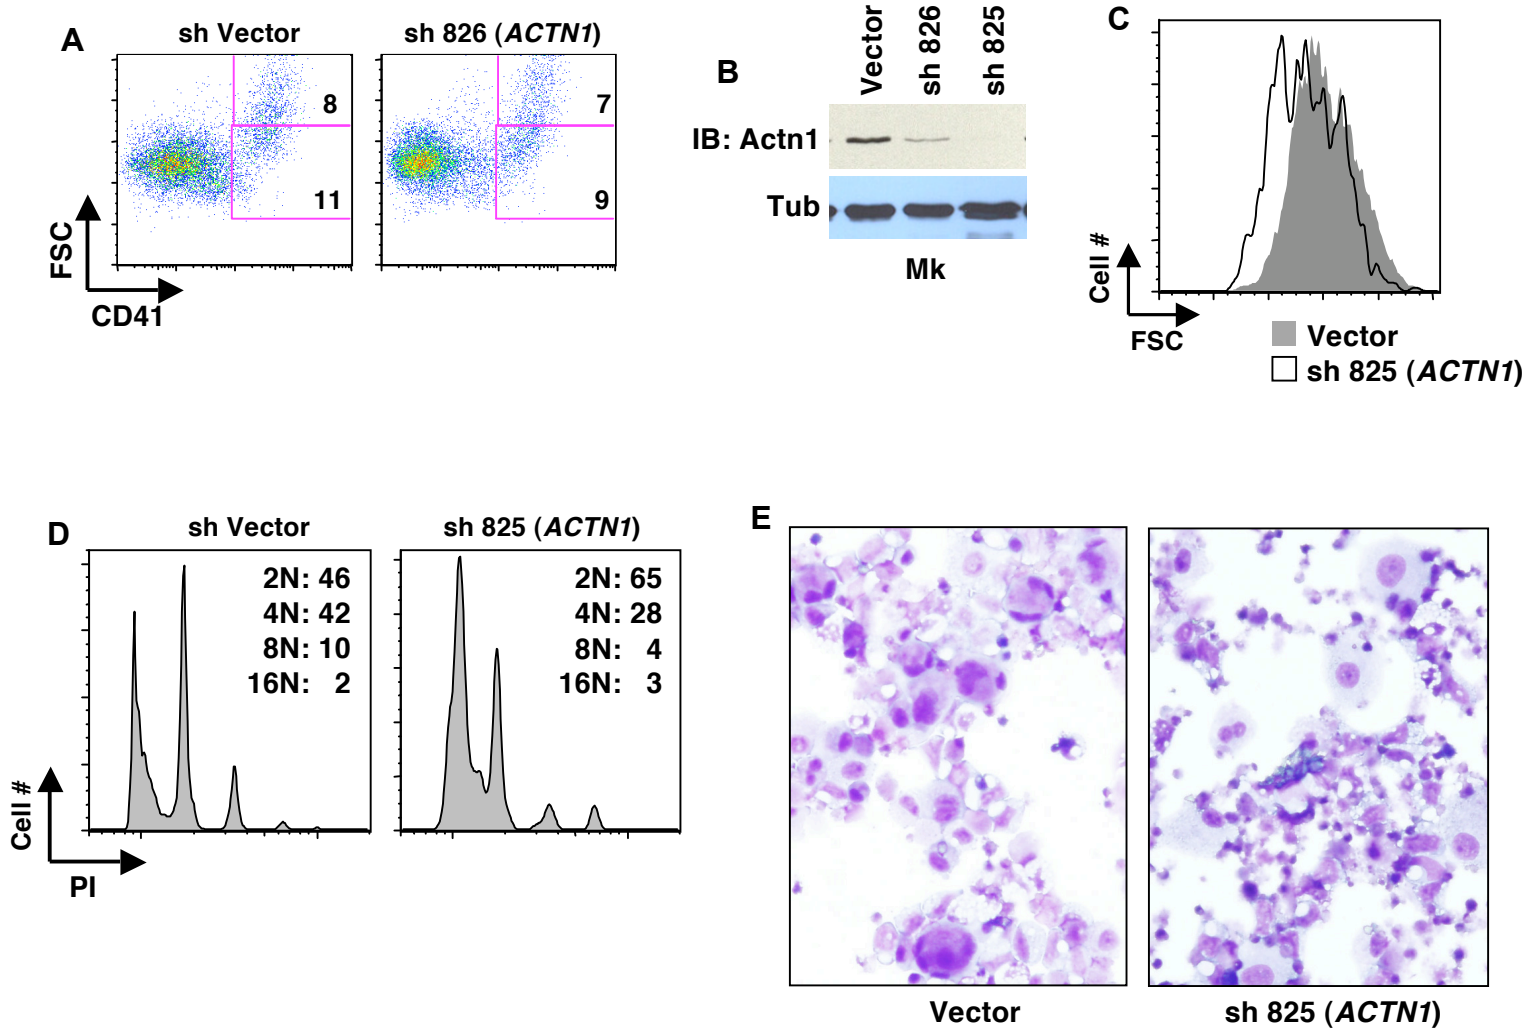 A
sh Vector
sh 826 (ACTN1)
8
11
7
9
FSC
CD41
B
Vector
sh 826
sh 825
IB: Actn1
Tub
Mk
C
Cell #
FSC
Vector
sh 825 (ACTN1)
D
sh Vector
2N: 46
4N: 42
8N: 10
16N: 2
sh 825 (ACTN1)
2N: 65
4N: 28
8N: 4
16N: 3
Cell #
PI
E
Vector
sh 825 (ACTN1)